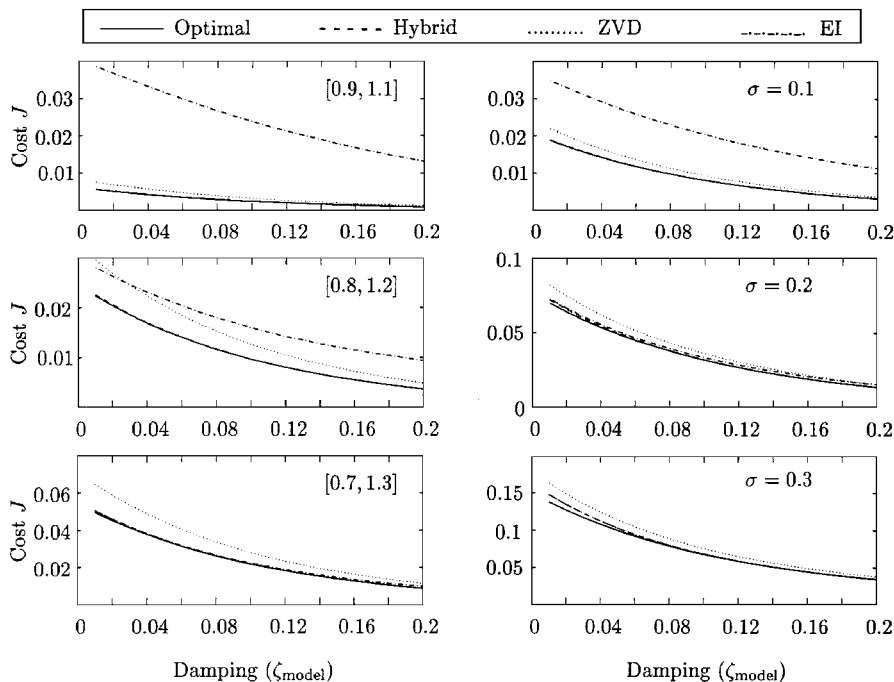 Optimal Hybrid ZVD EI
[0.9, 1.1]
Cost J
0.03
0.02
0.01
0 0.04 0.08 0.12 0.16 0.2
σ = 0.1
0.03
0.02
0.01
0 0.04 0.08 0.12 0.16 0.2
[0.8, 1.2]
Cost J
0.02
0.01
0 0.04 0.08 0.12 0.16 0.2
σ = 0.2
0.1
0.05
0
0 0.04 0.08 0.12 0.16 0.2
[0.7, 1.3]
Cost J
0.06
0.04
0.02
0 0.04 0.08 0.12 0.16 0.2
Damping (ζmodel)
σ = 0.3
0.15
0.1
0.05
0 0.04 0.08 0.12 0.16 0.2
Damping (ζmodel)